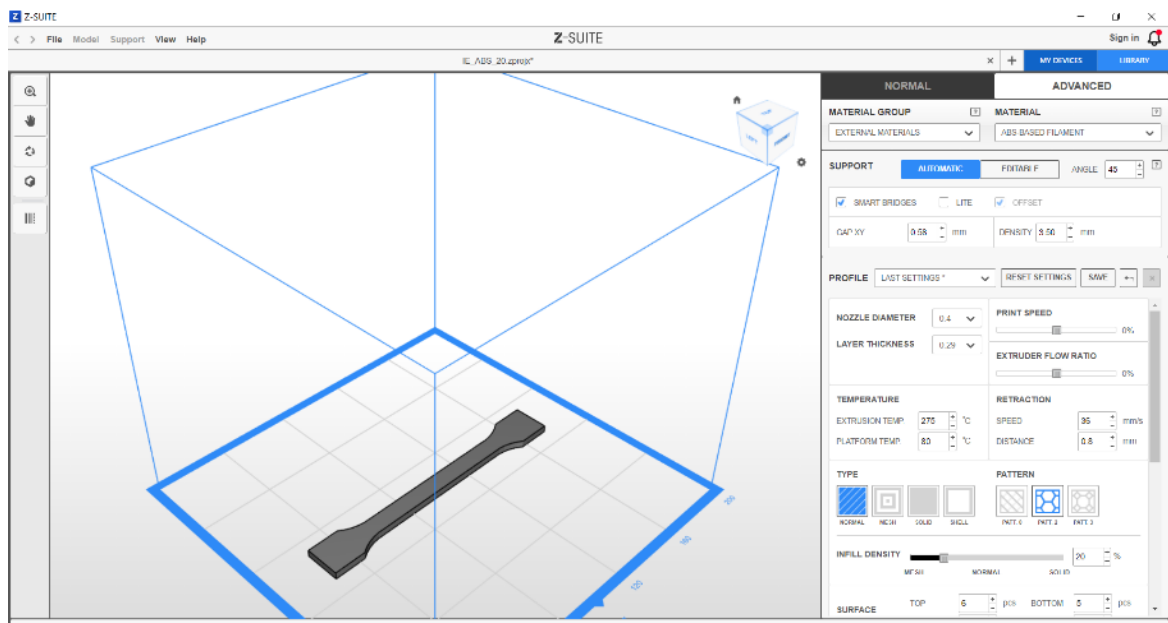 Z-SUITE
File Model Support View Help
Z-SUITE
Sign in
IE_ABS_20.zprojx*
MY DEVICES
LIBRARY
NORMAL
ADVANCED
MATERIAL GROUP ?
MATERIAL ?
EXTERNAL MATERIALS
ABS-BASED FILAMENT
SUPPORT AUTOMATIC EDITABLE ANGLE 45 ?
SMART BRIDGES LITE OFFSET
GAP XY 0.58 mm DENSITY 3.50 mm
PROFILE LAST SETTINGS * RESET SETTINGS SAVE
NOZZLE DIAMETER 0.4
PRINT SPEED
0%
LAYER THICKNESS 0.29
EXTRUDER FLOW RATIO
0%
TEMPERATURE
EXTRUSION TEMP 275 °C
PLATFORM TEMP 80 °C
RETRACTION
SPEED 35 mm/s
DISTANCE 0.8 mm
TYPE
NORMAL MESH SOLID SHELL
PATTERN
PATT. 0 PATT. 2 PATT. 3
INFILL DENSITY 20 %
MESH NORMAL SOLID
SURFACE TOP 6 pcs BOTTOM 5 pcs
200
160
120